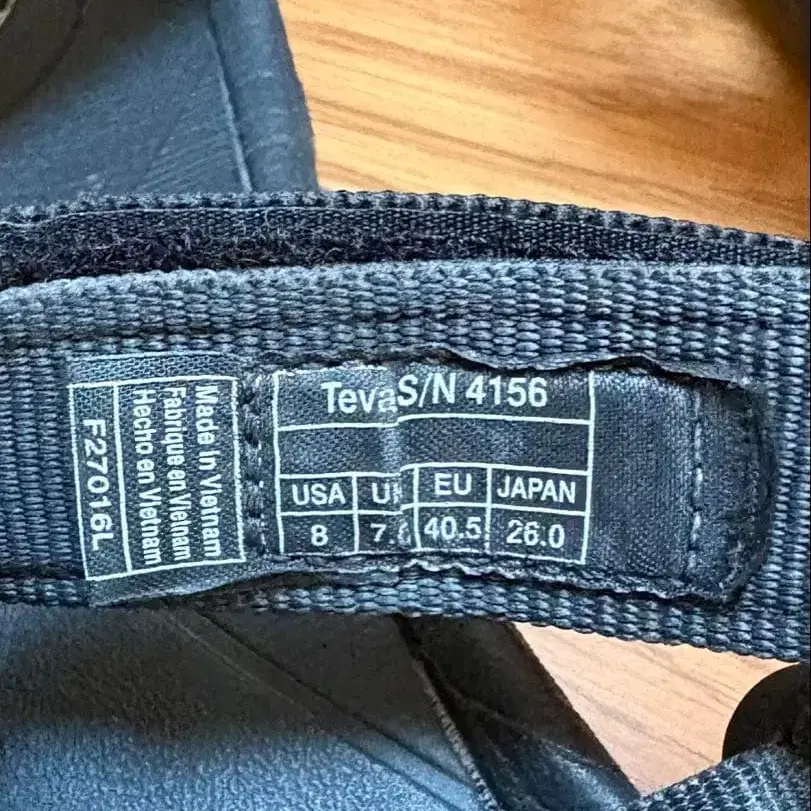 Made In Vietnam
Fabrique en Vietnam
Hecho en Vietnam
F27016L
Teva S/N 4156
USA EU JAPAN
8 40.5 26.0